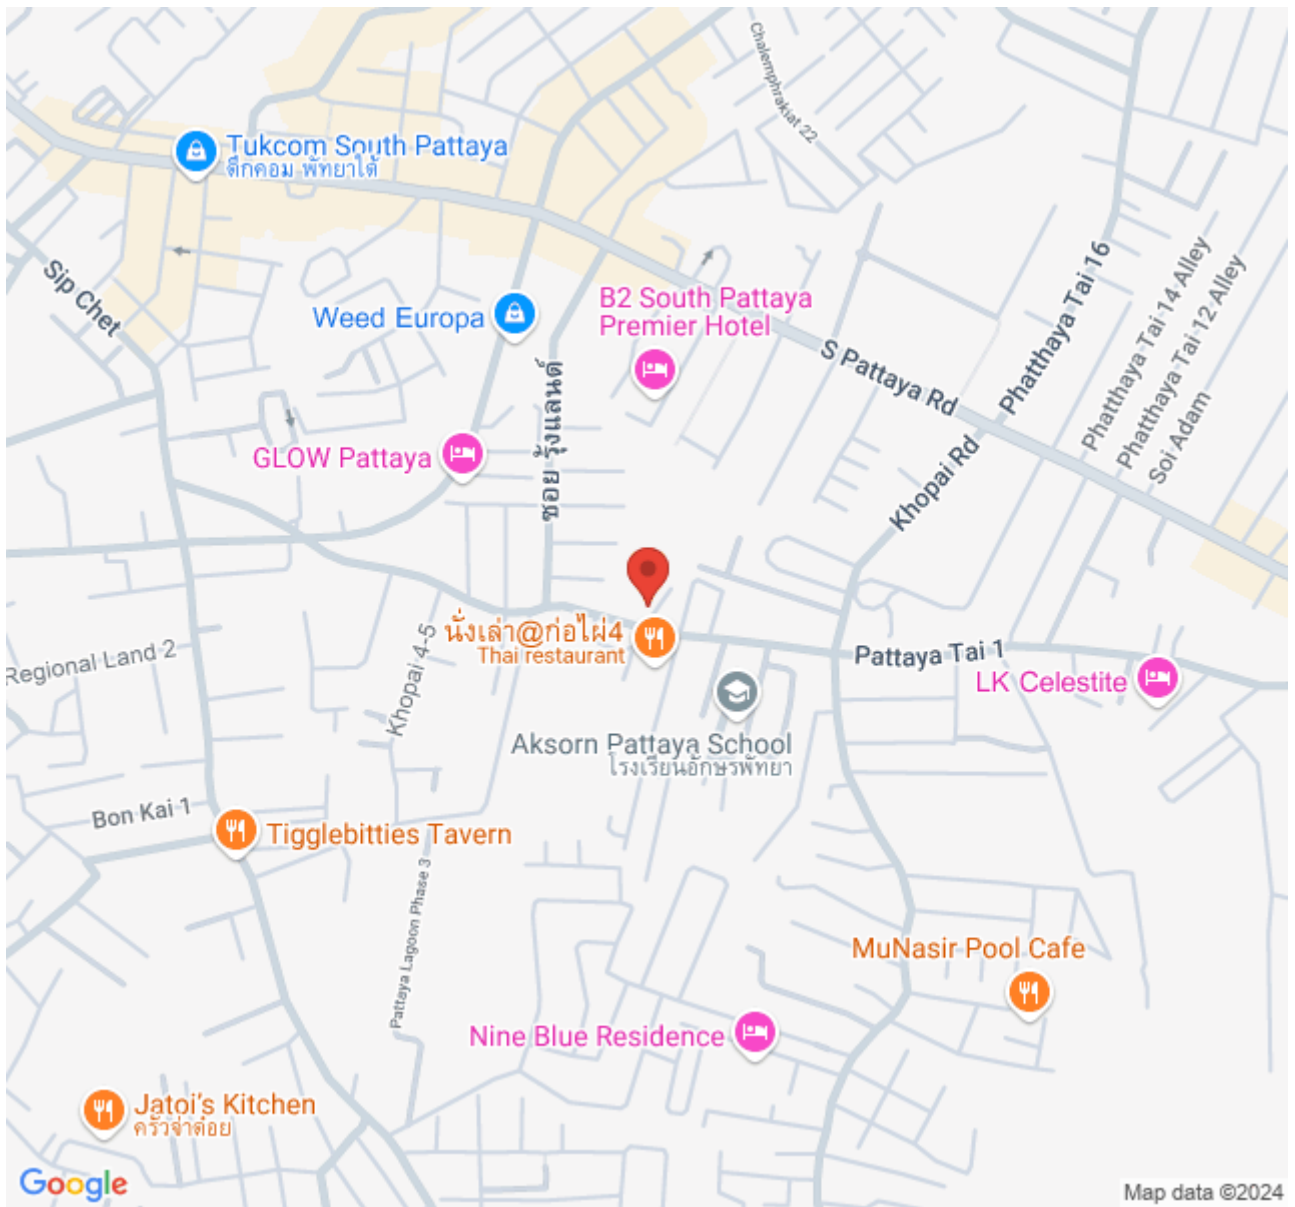 Chalemphrakiat 22
Tukcom South Pattaya
ตึกคอม พัทยาใต้
Sip Chet
Phatthaya Tai 16
Phatthaya Tai 14 Alley
Phatthaya Tai 12 Alley
Soi Adam
Weed Europa
B2 South Pattaya
Premier Hotel
S Pattaya Rd
ซอย รุ้งแลนด์
GLOW Pattaya
Khopai Rd
นั่งเล่า@ก่อไผ่4
Thai restaurant
Pattaya Tai 1
LK Celestite
Regional Land 2
Khopai 4-5
Aksorn Pattaya School
โรงเรียนอักษรพัทยา
Bon Kai 1
Tigglebitties Tavern
Pattaya Lagoon Phase 3
MuNasir Pool Cafe
Nine Blue Residence
Jatoi's Kitchen
ครัวจ่าต๋อย
Google
Map data ©2024